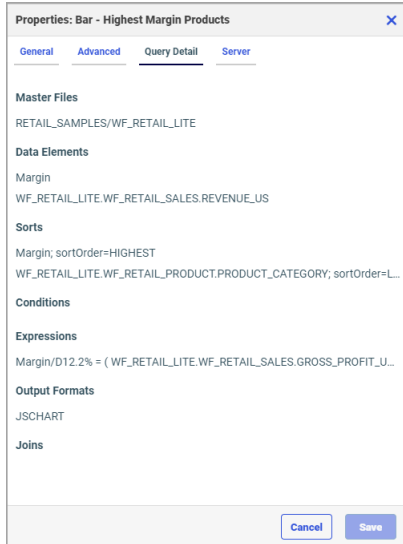 Properties: Bar - Highest Margin Products
General Advanced Query Detail Server
Master Files
RETAIL_SAMPLES/WF_RETAIL_LITE
Data Elements
Margin
WF_RETAIL_LITE.WF_RETAIL_SALES.REVENUE_US
Sorts
Margin; sortOrder=HIGHEST
WF_RETAIL_LITE.WF_RETAIL_PRODUCT.PRODUCT_CATEGORY; sortOrder=L...
Conditions
Expressions
Margin/D12.2% = ( WF_RETAIL_LITE.WF_RETAIL_SALES.GROSS_PROFIT_U...
Output Formats
JSCHART
Joins
Cancel Save